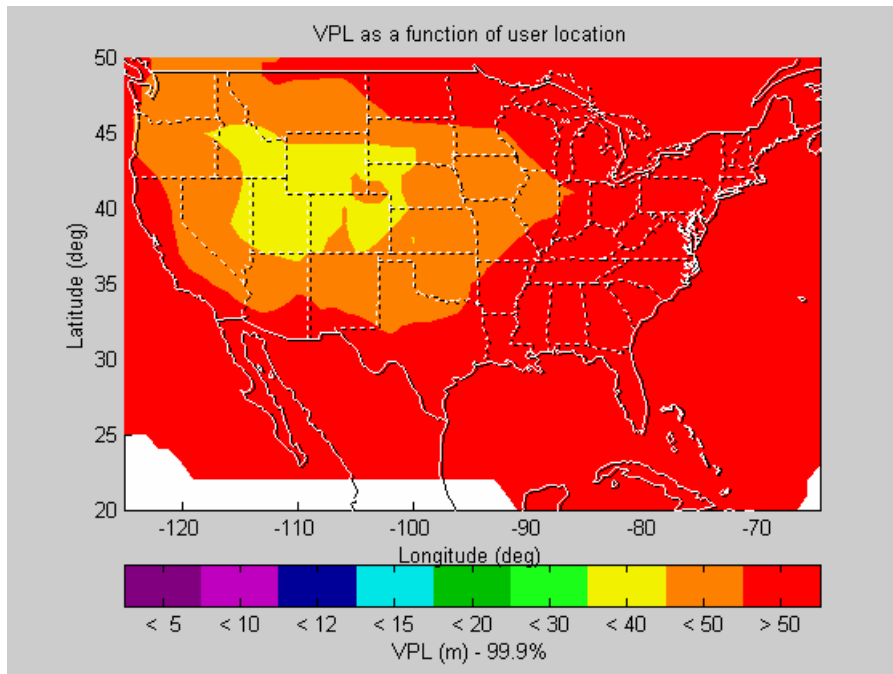 VPL as a function of user location
50
45
40
35
30
25
20
Latitude (deg)
-120 -110 -100 -90 -80 -70
Longitude (deg)
< 5 < 10 < 12 < 15 < 20 < 30 < 40 < 50 > 50
VPL (m) - 99.9%